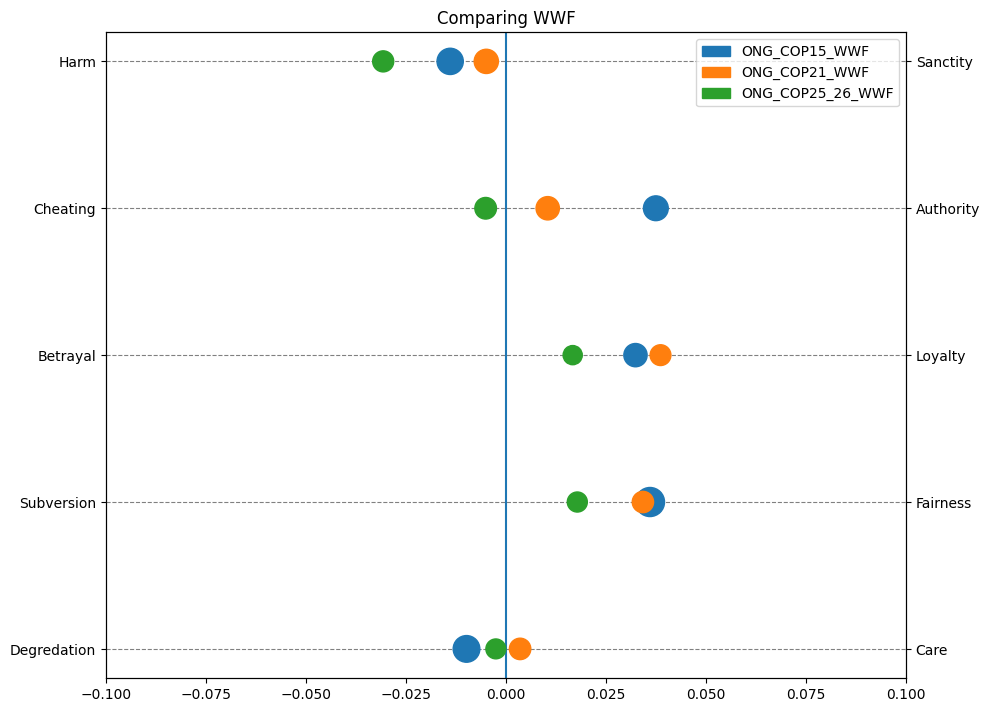 Comparing WWF
ONG_COP15_WWF
ONG_COP21_WWF
ONG_COP25_26_WWF
Harm
Sanctity
Cheating
Authority
Betrayal
Loyalty
Subversion
Fairness
Degredation
Care
−0.100 −0.075 −0.050 −0.025 0.000 0.025 0.050 0.075 0.100